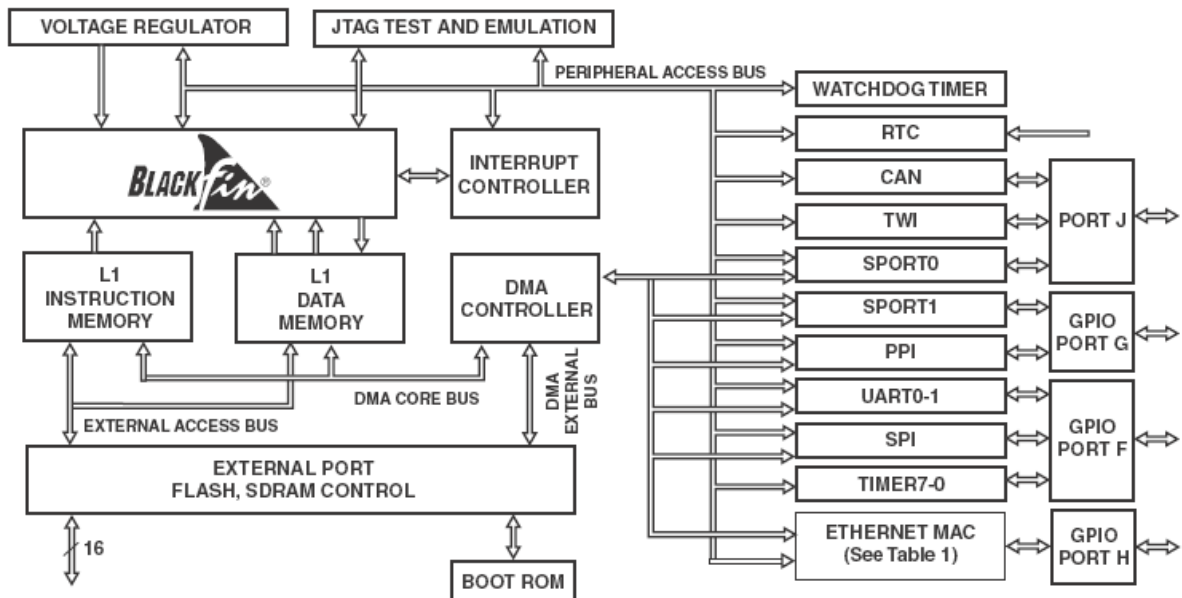 VOLTAGE REGULATOR
JTAG TEST AND EMULATION
PERIPHERAL ACCESS BUS
WATCHDOG TIMER
RTC
BLACKfin®
INTERRUPT
CONTROLLER
CAN
TWI
PORT J
SPORT0
L1
INSTRUCTION
MEMORY
L1
DATA
MEMORY
DMA
CONTROLLER
SPORT1
GPIO
PORT G
PPI
DMA CORE BUS
DMA
EXTERNAL
BUS
UART0-1
EXTERNAL ACCESS BUS
GPIO
PORT F
SPI
EXTERNAL PORT
FLASH, SDRAM CONTROL
TIMER7-0
16
ETHERNET MAC
(See Table 1)
GPIO
PORT H
BOOT ROM